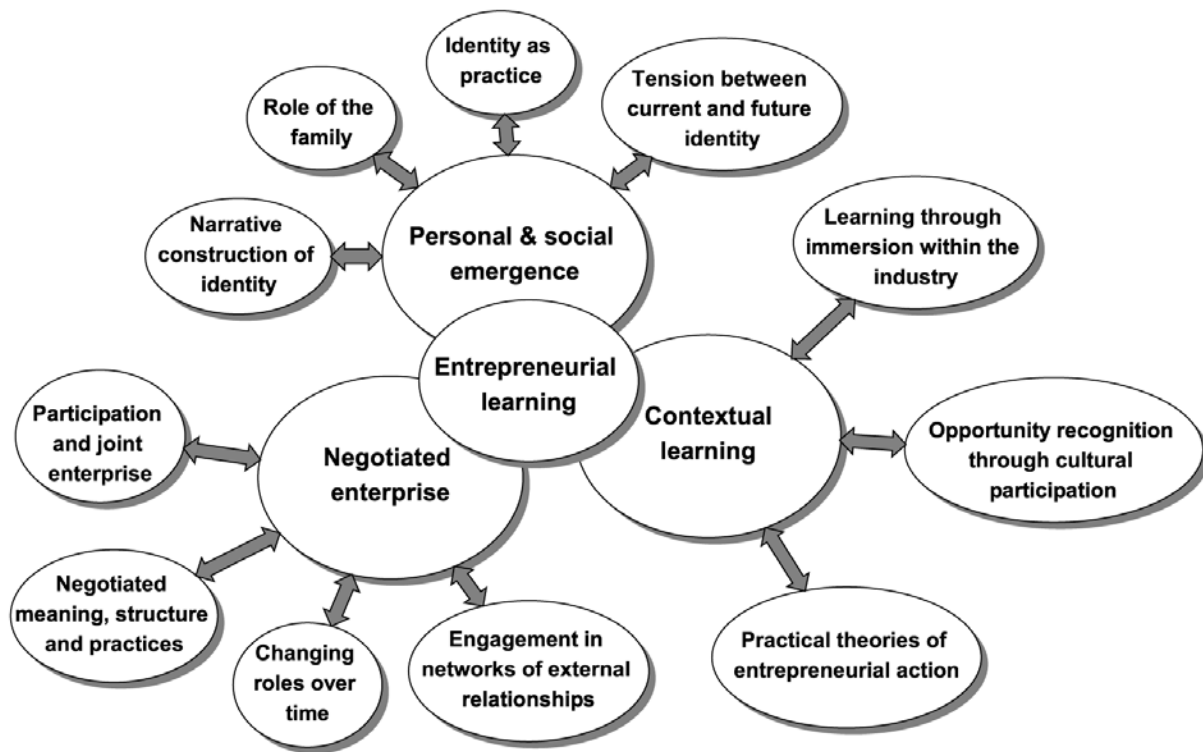 Identity as
practice
Tension between
current and future
identity
Role of the
family
Narrative
construction of
identity
Personal & social
emergence
Learning through
immersion within the
industry
Entrepreneurial
learning
Participation
and joint
enterprise
Negotiated
enterprise
Contextual
learning
Opportunity recognition
through cultural
participation
Negotiated
meaning, structure
and practices
Changing
roles over
time
Engagement in
networks of external
relationships
Practical theories of
entrepreneurial action